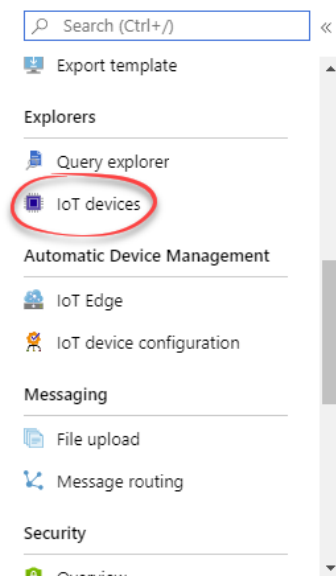 Search (Ctrl+/)
Export template
Explorers
Query explorer
IoT devices
Automatic Device Management
IoT Edge
IoT device configuration
Messaging
File upload
Message routing
Security
Overview